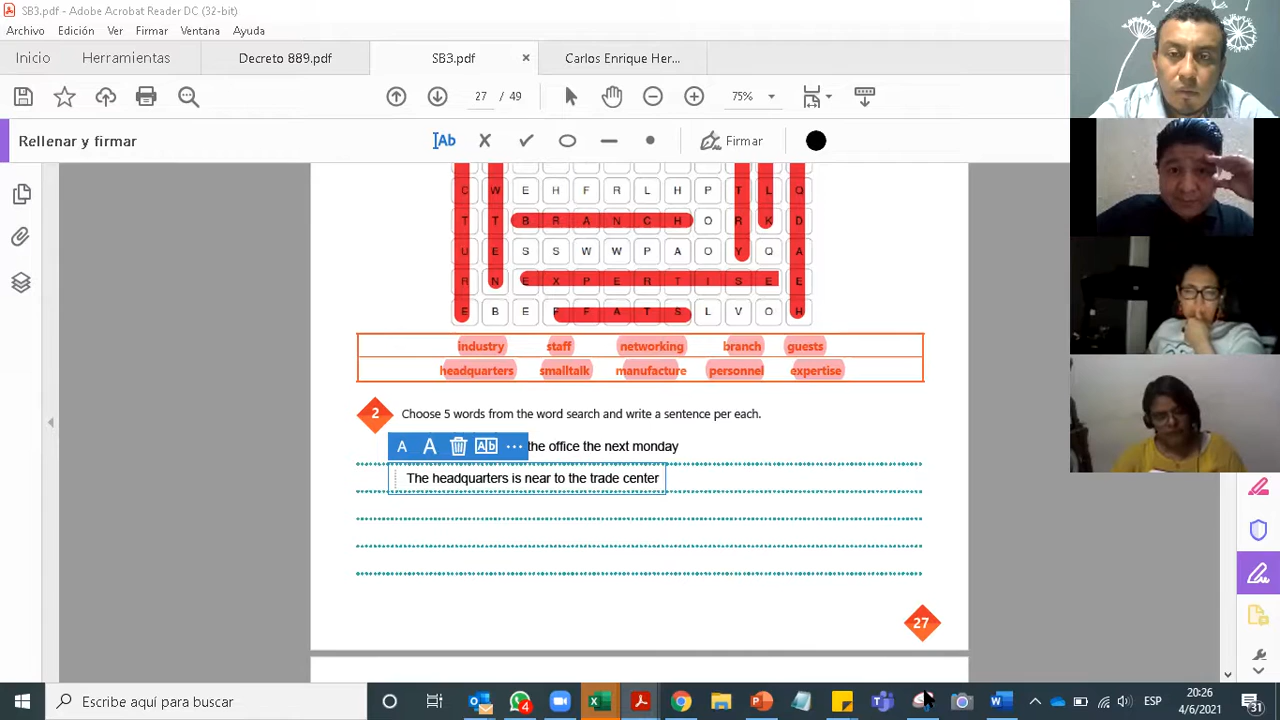 SB3.pdf - Adobe Acrobat Reader DC (32-bit)
Archivo Edición Ver Firmar Ventana Ayuda
Inicio Herramientas Decreto 889.pdf SB3.pdf × Carlos Enrique Her...
27 / 49 75%
Rellenar y firmar Ab Firmar
C W E H F R L H P T L Q
T T B R A N C H O R K D
U E S S W W P A O Y Q A
R N E X P E R T I S E E
E B E F F A T S L V O H
industry staff networking branch guests
headquarters smalltalk manufacture personnel expertise
2 Choose 5 words from the word search and write a sentence per each.
A A Ab ... the office the next monday
The headquarters is near to the trade center
27
Escribe aquí para buscar 4 ESP 20:26 4/6/2021 31